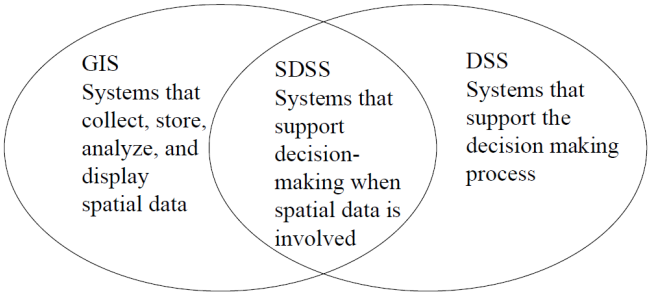 GIS
Systems that
collect, store,
analyze, and
display
spatial data
SDSS
Systems that
support
decision-
making when
spatial data is
involved
DSS
Systems that
support the
decision making
process